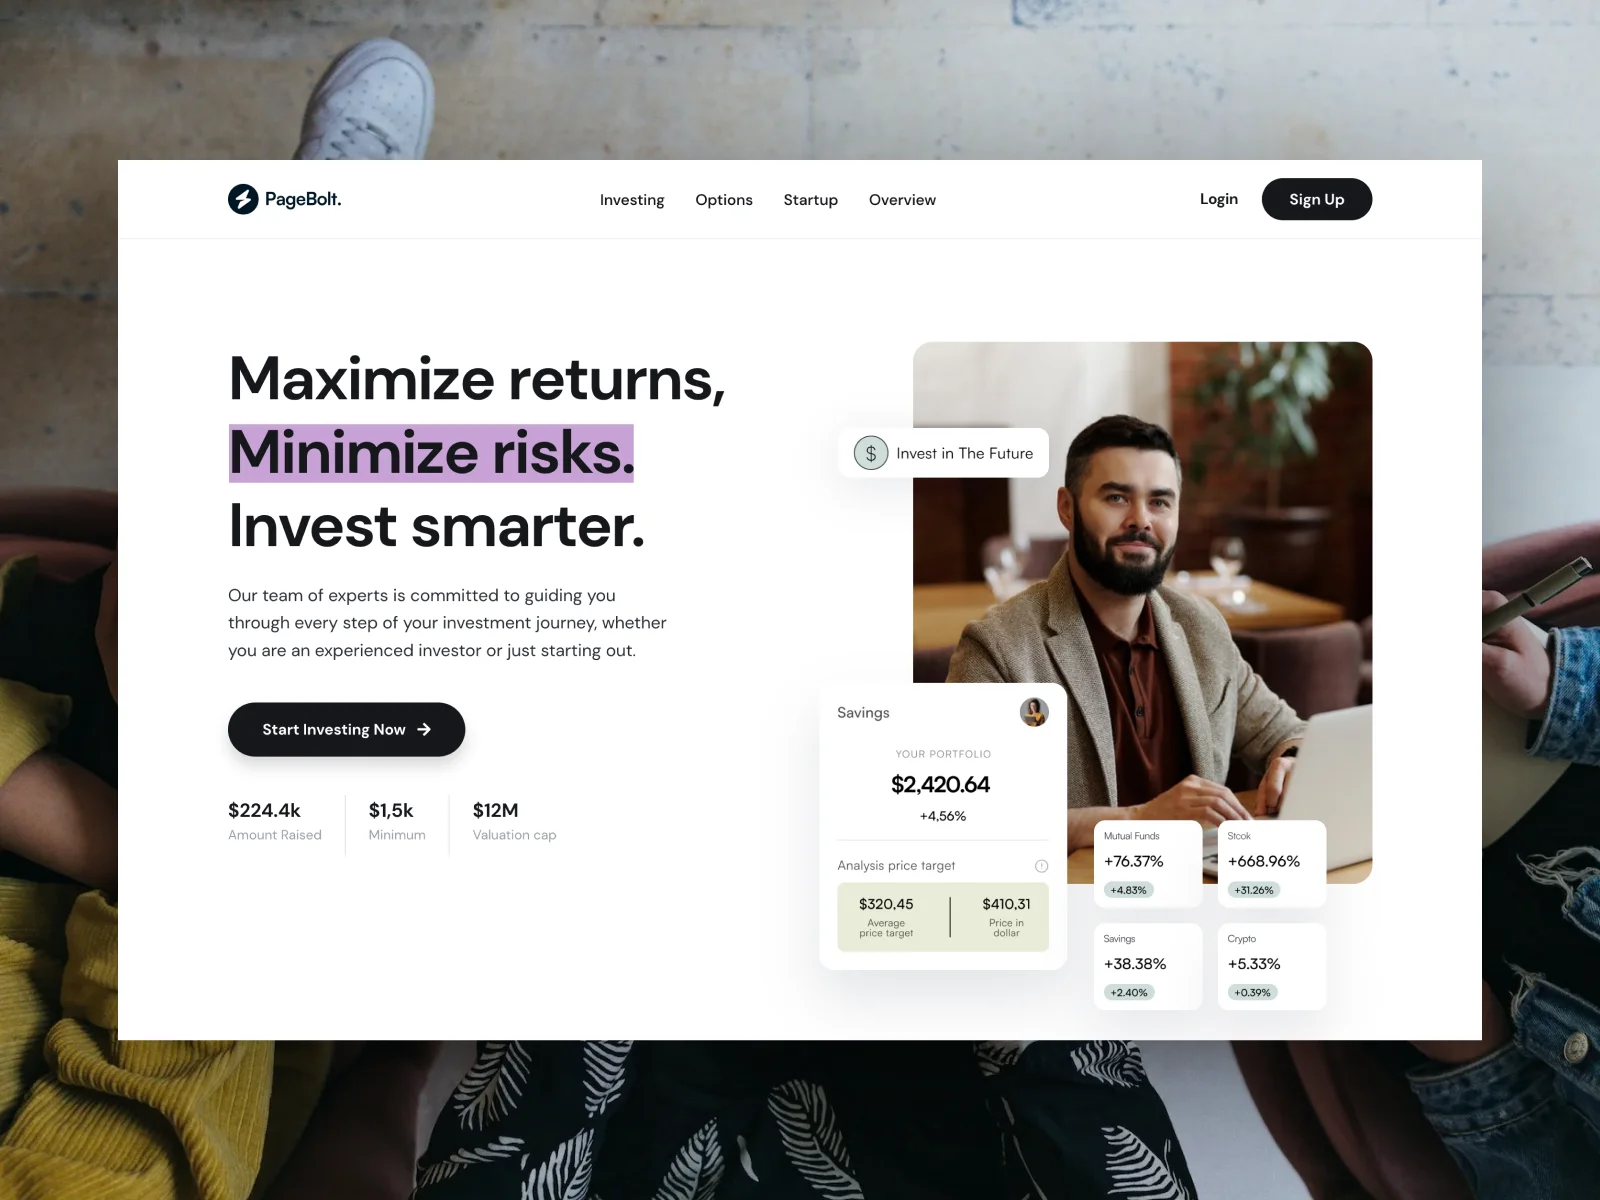 PageBolt.
Investing
Options
Startup
Overview
Login
Sign Up
Maximize returns,
Minimize risks.
Invest smarter.
Our team of experts is committed to guiding you
through every step of your investment journey, whether
you are an experienced investor or just starting out.
Start Investing Now
$224.4k
Amount Raised
$1,5k
Minimum
$12M
Valuation cap
$
Invest in The Future
Savings
YOUR PORTFOLIO
$2,420.64
+4,56%
Analysis price target
$320,45
Average
price target
$410,31
Price in
dollar
Mutual Funds
+76.37%
+4.83%
Stcok
+668.96%
+31.26%
Savings
+38.38%
+2.40%
Crypto
+5.33%
+0.39%